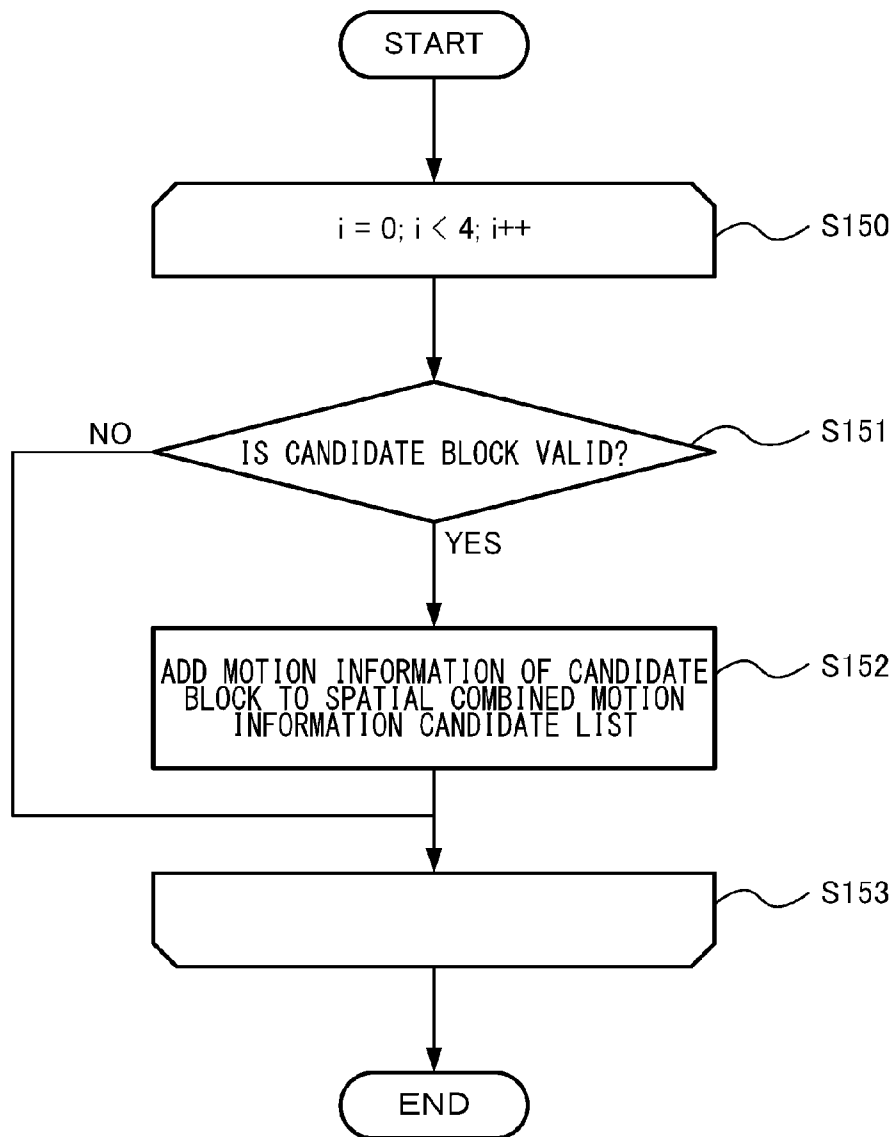 START
i = 0; i < 4; i++
S150
IS CANDIDATE BLOCK VALID?
S151
NO
YES
ADD MOTION INFORMATION OF CANDIDATE
BLOCK TO SPATIAL COMBINED MOTION
INFORMATION CANDIDATE LIST
S152
S153
END